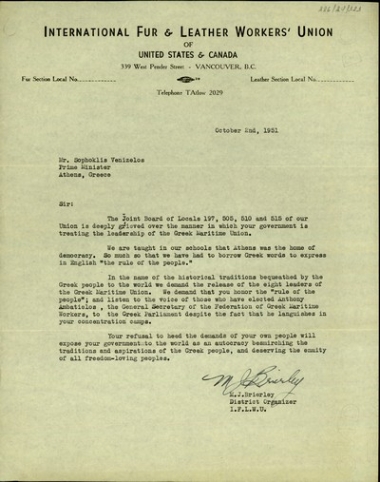 INTERNATIONAL FUR & LEATHER WORKERS' UNION
OF
UNITED STATES & CANADA
339 West Pender Street - VANCOUVER, B.C.
Fur Section Local No.
Leather Section Local No.
Telephone TAtlow 2029
October 2nd, 1951
Mr. Sophoklis Venizelos
Prime Minister
Athens, Greece
Sir:
The Joint Board of Locals 197, 505, 510 and 515 of our
Union is deeply grieved over the manner in which your government is
treating the leadership of the Greek Maritime Union.
We are taught in our schools that Athens was the home of
democracy. So much so that we have had to borrow Greek words to express
in English "the rule of the people."
In the name of the historical traditions bequeathed by the
Greek people to the world we demand the release of the eight leaders of
the Greek Maritime Union. We demand that you honor the "rule of the
people"; and listen to the voice of those who have elected Anthony
Ambatielos , the General Secretary of the Federation of Greek Maritime
Workers, to the Greek Parliament despite the fact that he languishes in
your concentration camps.
Your refusal to heed the demands of your own people will
expose your government to the world as an autocracy besmirching the
traditions and aspirations of the Greek people, and deserving the enmity
of all freedom-loving peoples.
M J Brierley
M.J.Brierley
District Organizer
I.F.L.W.U.